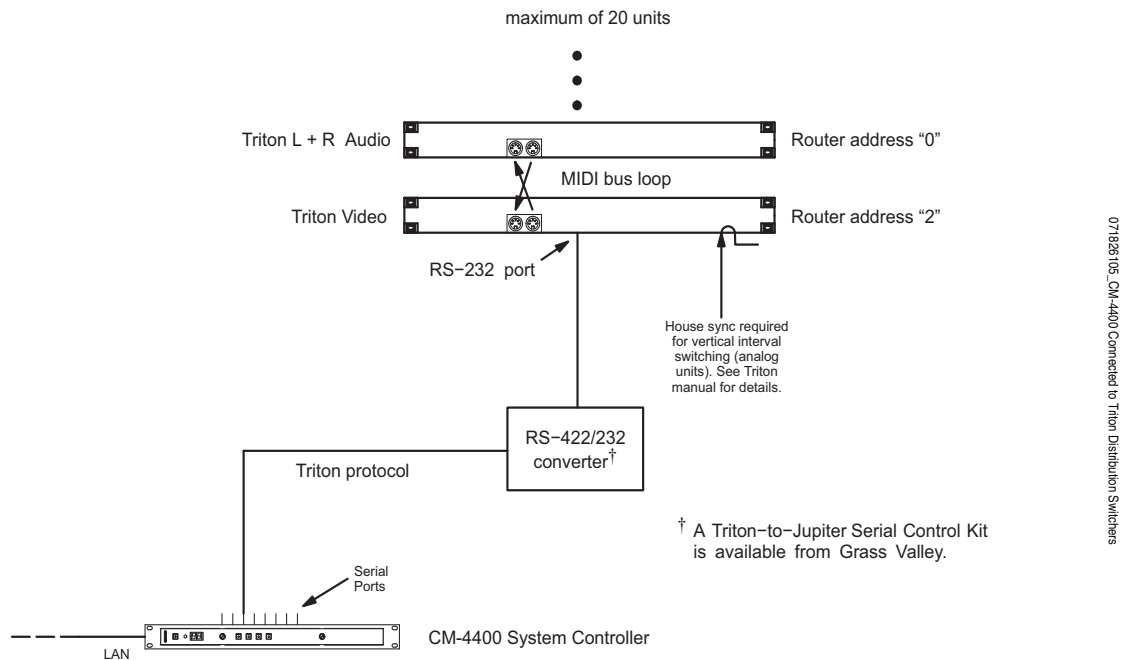 maximum of 20 units
Triton L + R Audio
Router address “0”
MIDI bus loop
Triton Video
Router address “2”
RS−232 port
House sync required
for vertical interval
switching (analog
units). See Triton
manual for details.
RS−422/232
converter†
Triton protocol
† A Triton−to−Jupiter Serial Control Kit
is available from Grass Valley.
Serial
Ports
CM-4400 System Controller
LAN
071826105_CM-4400 Connected to Triton Distribution Switchers